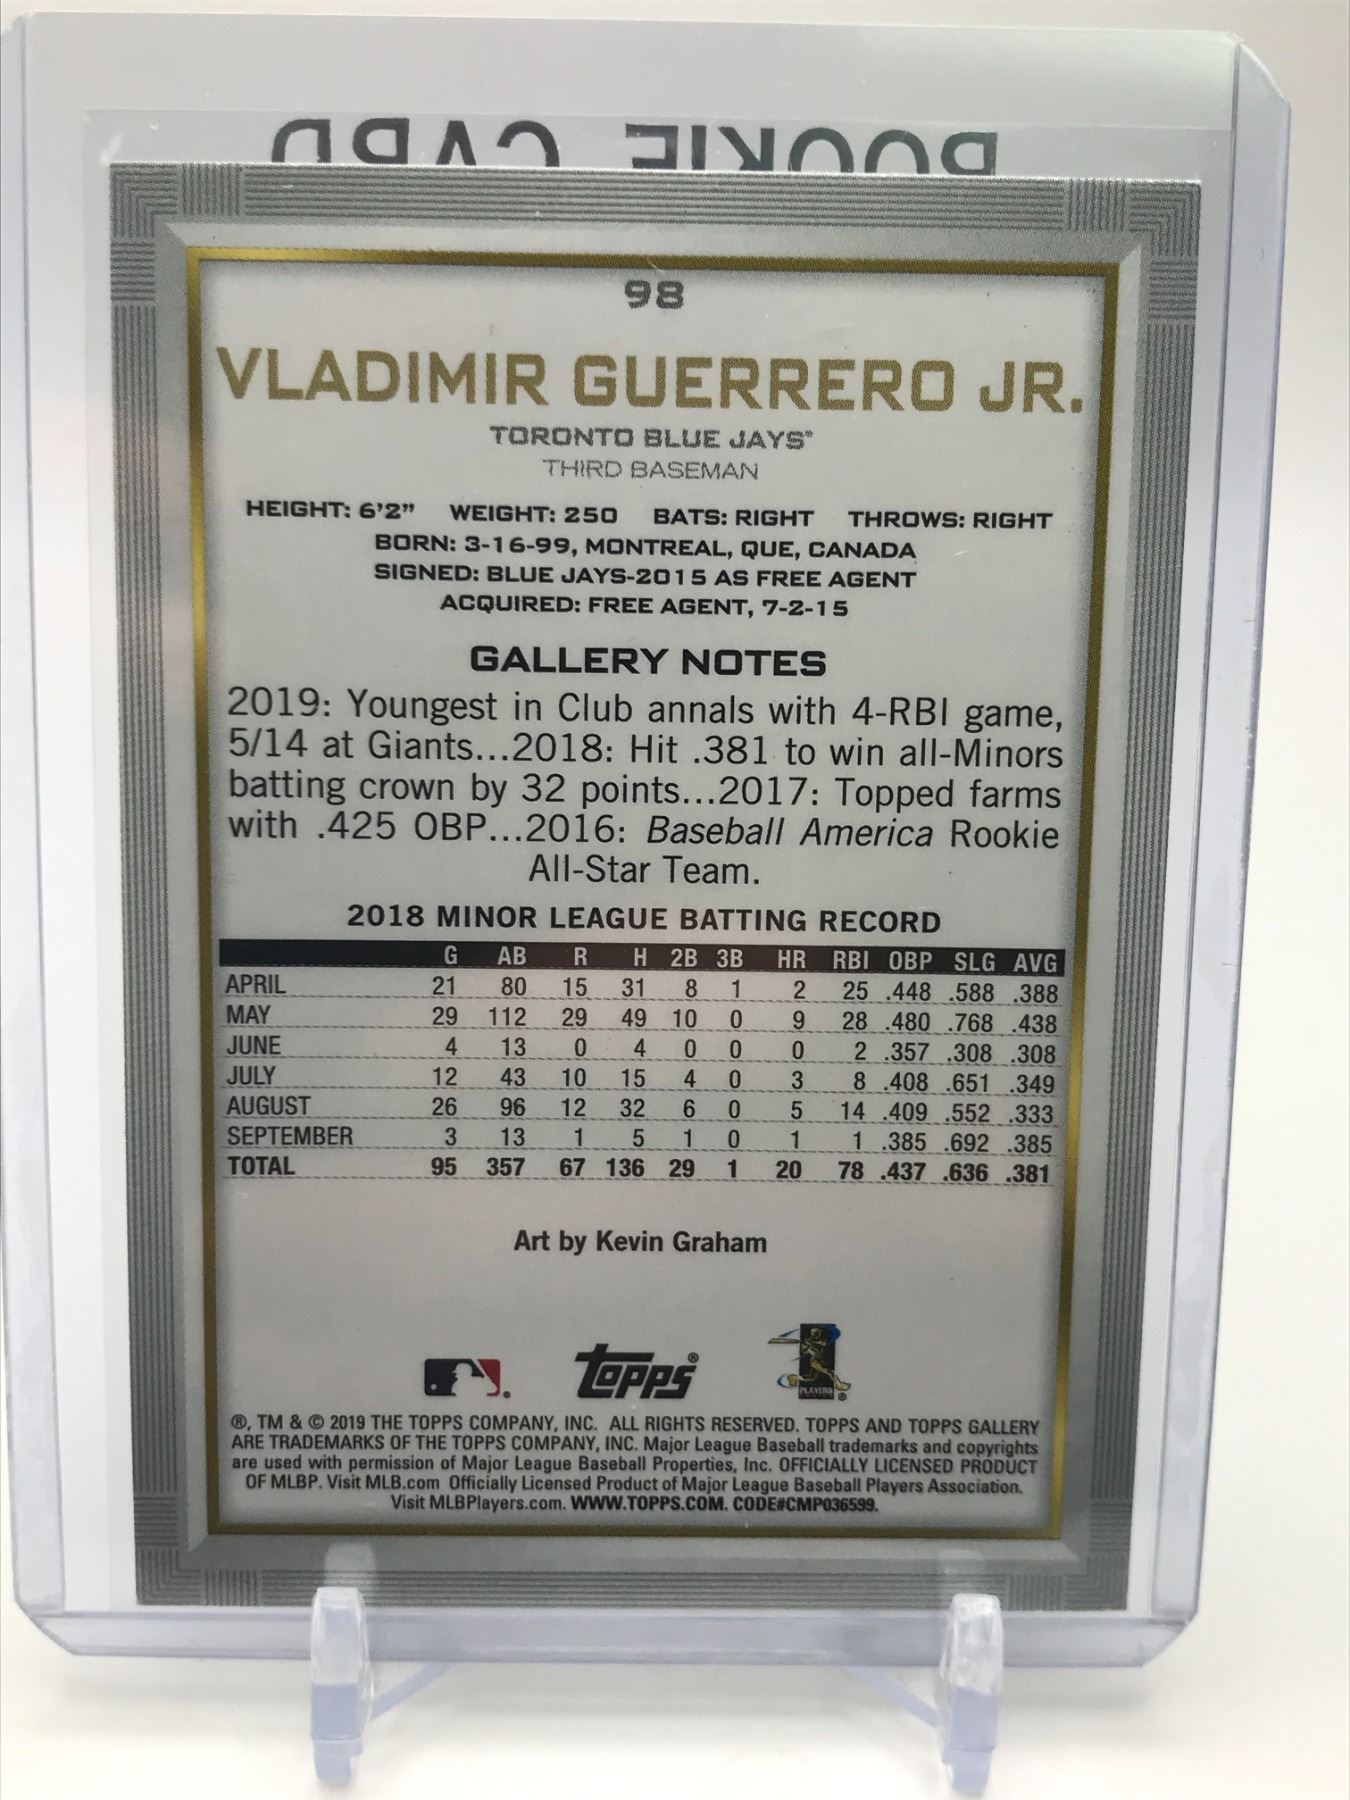 ROOKIE CARD
98
VLADIMIR GUERRERO JR.
TORONTO BLUE JAYS®
THIRD BASEMAN
HEIGHT: 6'2" WEIGHT: 250 BATS: RIGHT THROWS: RIGHT
BORN: 3-16-99, MONTREAL, QUE, CANADA
SIGNED: BLUE JAYS-2015 AS FREE AGENT
ACQUIRED: FREE AGENT, 7-2-15
GALLERY NOTES
2019: Youngest in Club annals with 4-RBI game,
5/14 at Giants...2018: Hit .381 to win all-Minors
batting crown by 32 points...2017: Topped farms
with .425 OBP...2016: Baseball America Rookie
All-Star Team.
2018 MINOR LEAGUE BATTING RECORD
G AB R H 2B 3B HR RBI OBP SLG AVG
APRIL 21 80 15 31 8 1 2 25 .448 .588 .388
MAY 29 112 29 49 10 0 9 28 .480 .768 .438
JUNE 4 13 0 4 0 0 0 2 .357 .308 .308
JULY 12 43 10 15 4 0 3 8 .408 .651 .349
AUGUST 26 96 12 32 6 0 5 14 .409 .552 .333
SEPTEMBER 3 13 1 5 1 0 1 1 .385 .692 .385
TOTAL 95 357 67 136 29 1 20 78 .437 .636 .381
Art by Kevin Graham
Topps®
PLAYERS
®, TM & © 2019 THE TOPPS COMPANY, INC. ALL RIGHTS RESERVED. TOPPS AND TOPPS GALLERY
ARE TRADEMARKS OF THE TOPPS COMPANY, INC. Major League Baseball trademarks and copyrights
are used with permission of Major League Baseball Properties, Inc. OFFICIALLY LICENSED PRODUCT
OF MLBP. Visit MLB.com Officially Licensed Product of Major League Baseball Players Association.
Visit MLBPlayers.com. WWW.TOPPS.COM. CODE#CMP036599.